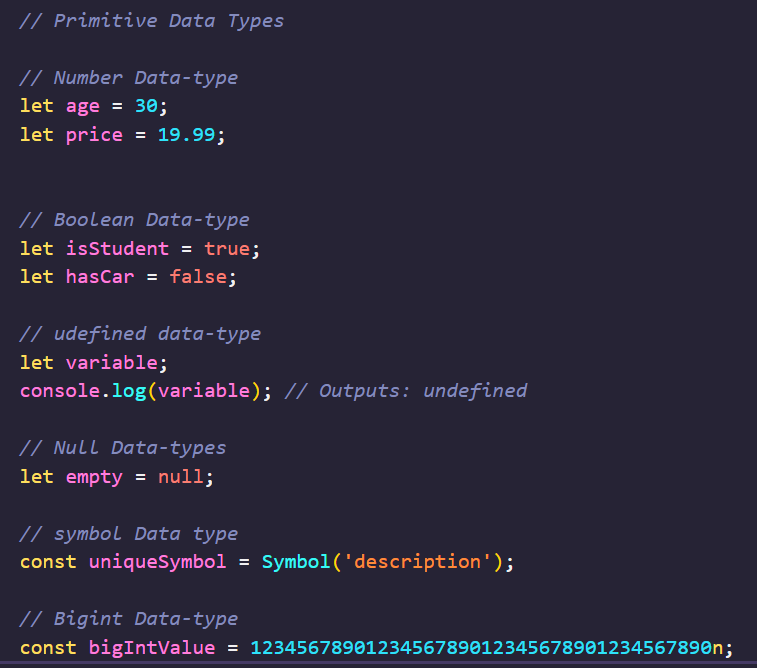 // Primitive Data Types
// Number Data-type
let age = 30;
let price = 19.99;
// Boolean Data-type
let isStudent = true;
let hasCar = false;
// udefined data-type
let variable;
console.log(variable); // Outputs: undefined
// Null Data-types
let empty = null;
// symbol Data type
const uniqueSymbol = Symbol('description');
// Bigint Data-type
const bigIntValue = 1234567890123456789012345678901234567890n;